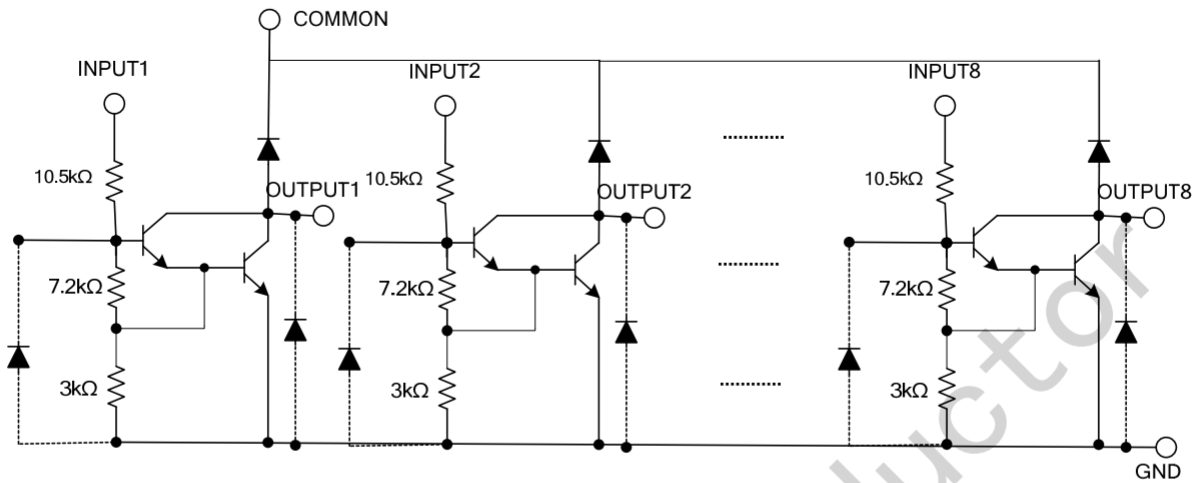 COMMON
INPUT1
INPUT2
INPUT8
............
10.5kΩ
10.5kΩ
10.5kΩ
OUTPUT1
OUTPUT2
OUTPUT8
7.2kΩ
7.2kΩ
............
7.2kΩ
3kΩ
3kΩ
............
3kΩ
GND
uctor